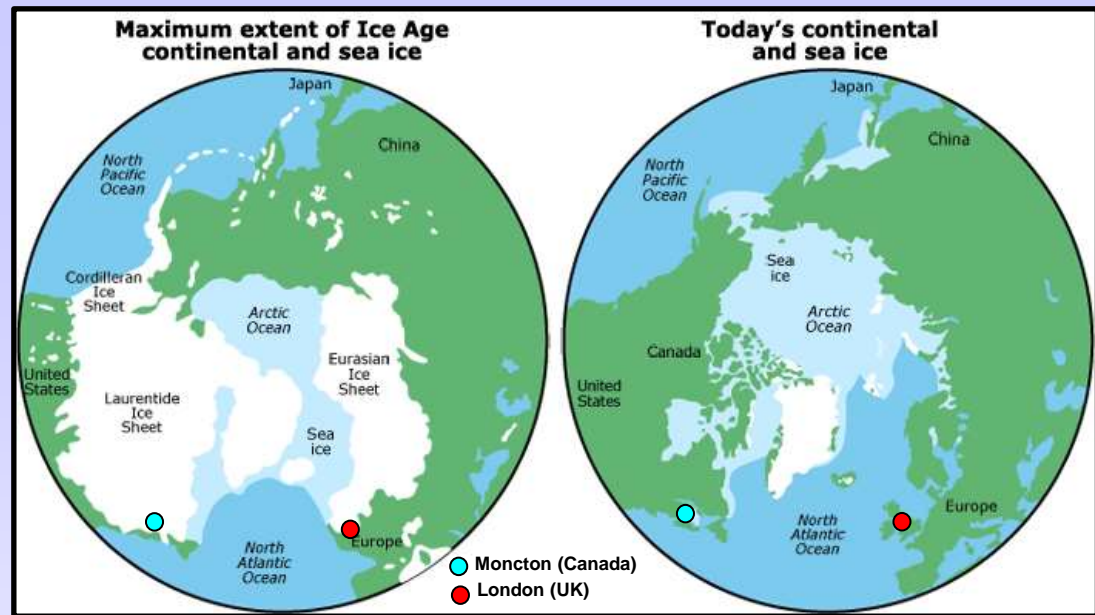 Maximum extent of Ice Age
continental and sea ice
Japan
China
North
Pacific
Ocean
Cordilleran
Ice
Sheet
Arctic
Ocean
United
States
Laurentide
Ice
Sheet
Eurasian
Ice
Sheet
Sea
ice
Europe
North
Atlantic
Ocean
Today's continental
and sea ice
Japan
China
North
Pacific
Ocean
Sea
ice
Arctic
Ocean
Canada
United
States
Europe
North
Atlantic
Ocean
Moncton (Canada)
London (UK)